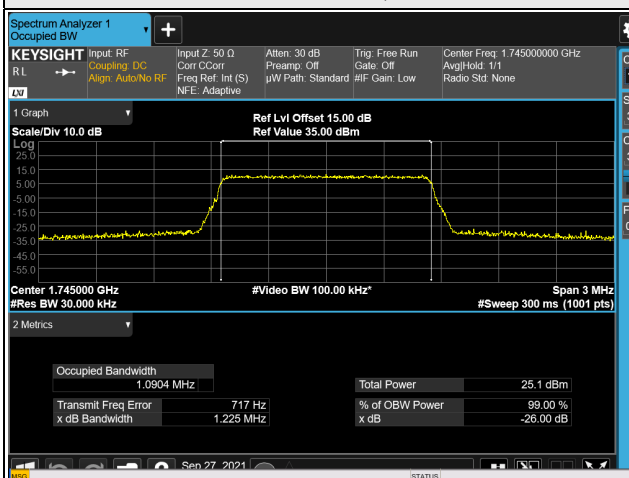 Spectrum Analyzer 1
Occupied BW
+
KEYSIGHT
RL
LXI
Input: RF
Coupling: DC
Align: Auto/No RF
Input Z: 50 Ω
Corr CCorr
Freq Ref: Int (S)
NFE: Adaptive
Atten: 30 dB
Preamp: Off
µW Path: Standard
Trig: Free Run
Gate: Off
#IF Gain: Low
Center Freq: 1.745000000 GHz
Avg|Hold: 1/1
Radio Std: None
1 Graph
Scale/Div 10.0 dB
Ref Lvl Offset 15.00 dB
Ref Value 35.00 dBm
Log
25.0
15.0
5.00
-5.00
-15.0
-25.0
-35.0
-45.0
-55.0
Center 1.745000 GHz
#Video BW 100.00 kHz*
Span 3 MHz
#Res BW 30.000 kHz
#Sweep 300 ms (1001 pts)
2 Metrics
Occupied Bandwidth
1.0904 MHz
Total Power 25.1 dBm
Transmit Freq Error 717 Hz
% of OBW Power 99.00 %
x dB Bandwidth 1.225 MHz
x dB -26.00 dB
Sep 27, 2021
MSG
STATUS